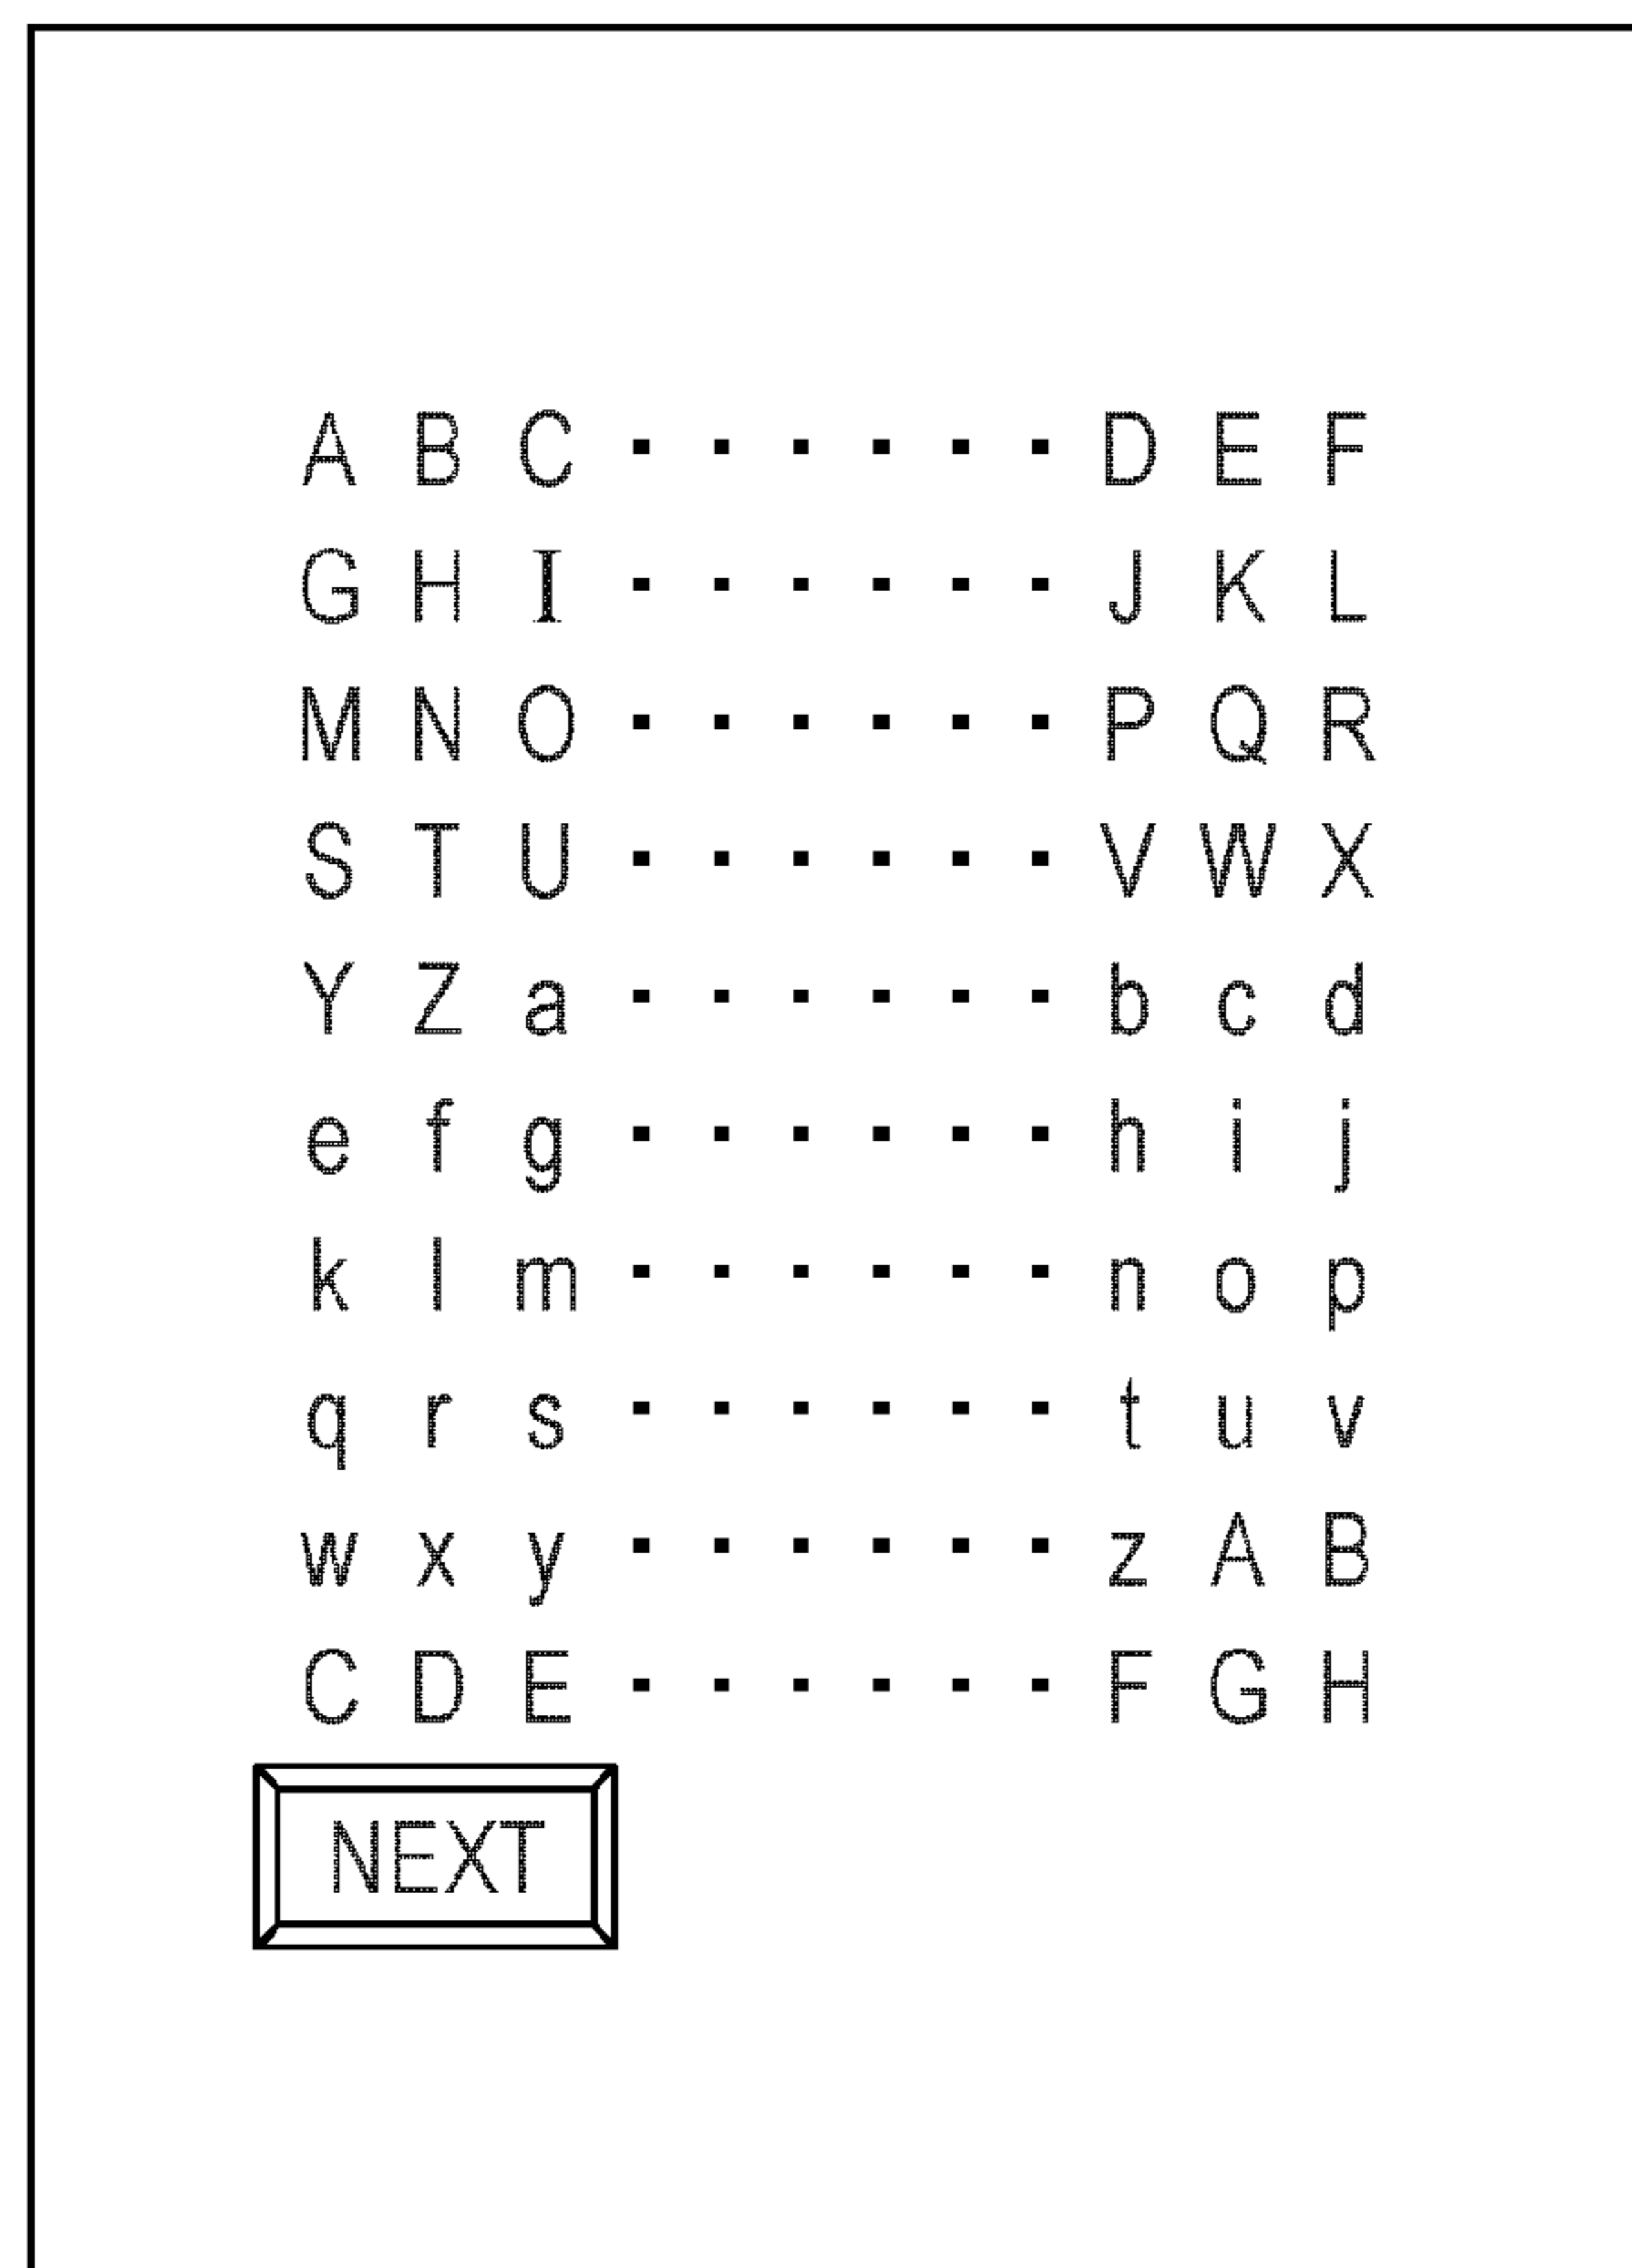 A B C · · · · · · D E F
G H I · · · · · · J K L
M N O · · · · · · P Q R
S T U · · · · · · V W X
Y Z a · · · · · · b c d
e f g · · · · · · h i j
k l m · · · · · · n o p
q r s · · · · · · t u v
w x y · · · · · · z A B
C D E · · · · · · F G H
NEXT